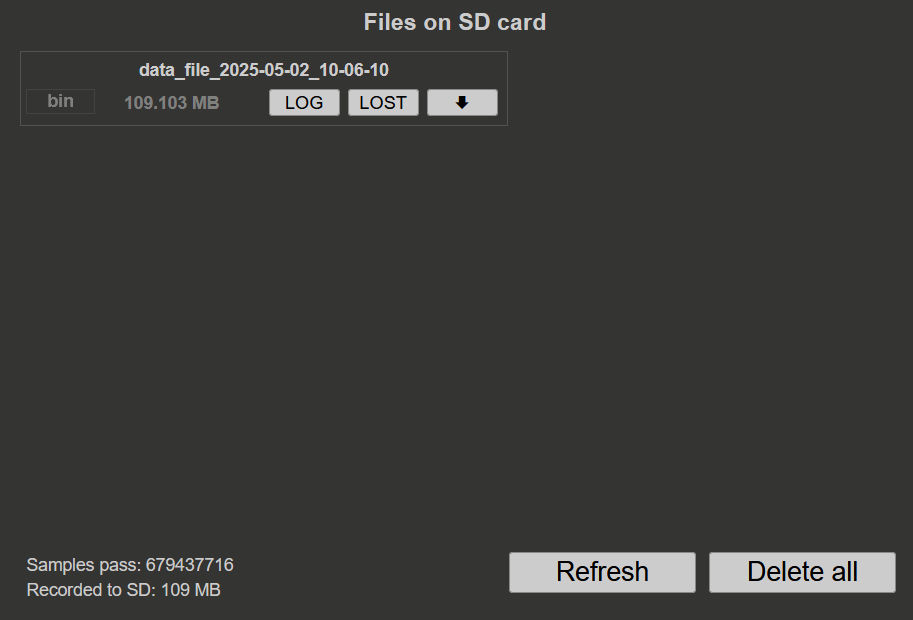 Files on SD card
data_file_2025-05-02_10-06-10
bin 109.103 MB LOG LOST
Samples pass: 679437716
Recorded to SD: 109 MB
Refresh Delete all